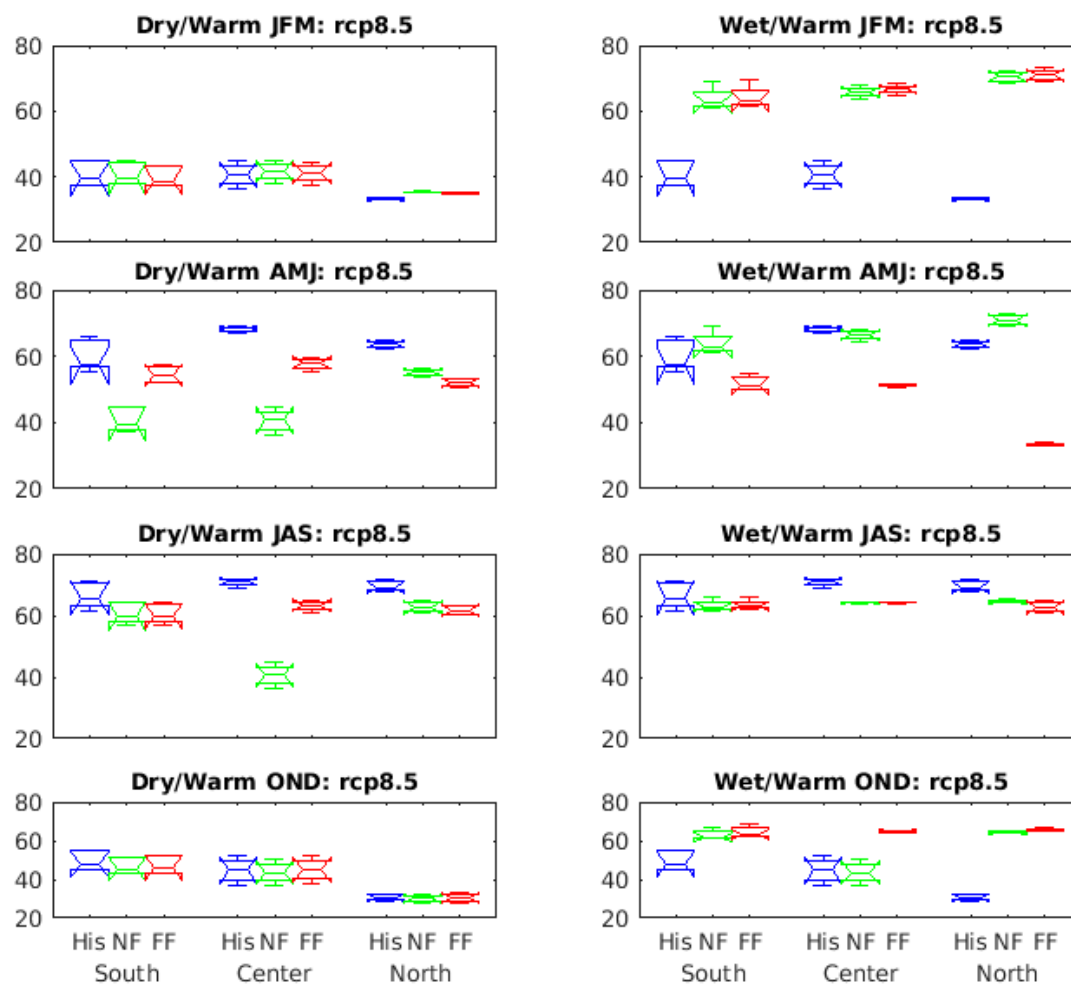 Dry/Warm JFM: rcp8.5
80
60
40
20
Wet/Warm JFM: rcp8.5
80
60
40
20
Dry/Warm AMJ: rcp8.5
80
60
40
20
Wet/Warm AMJ: rcp8.5
80
60
40
20
Dry/Warm JAS: rcp8.5
80
60
40
20
Wet/Warm JAS: rcp8.5
80
60
40
20
Dry/Warm OND: rcp8.5
80
60
40
20
His NF FF His NF FF His NF FF
South Center North
Wet/Warm OND: rcp8.5
80
60
40
20
His NF FF His NF FF His NF FF
South Center North